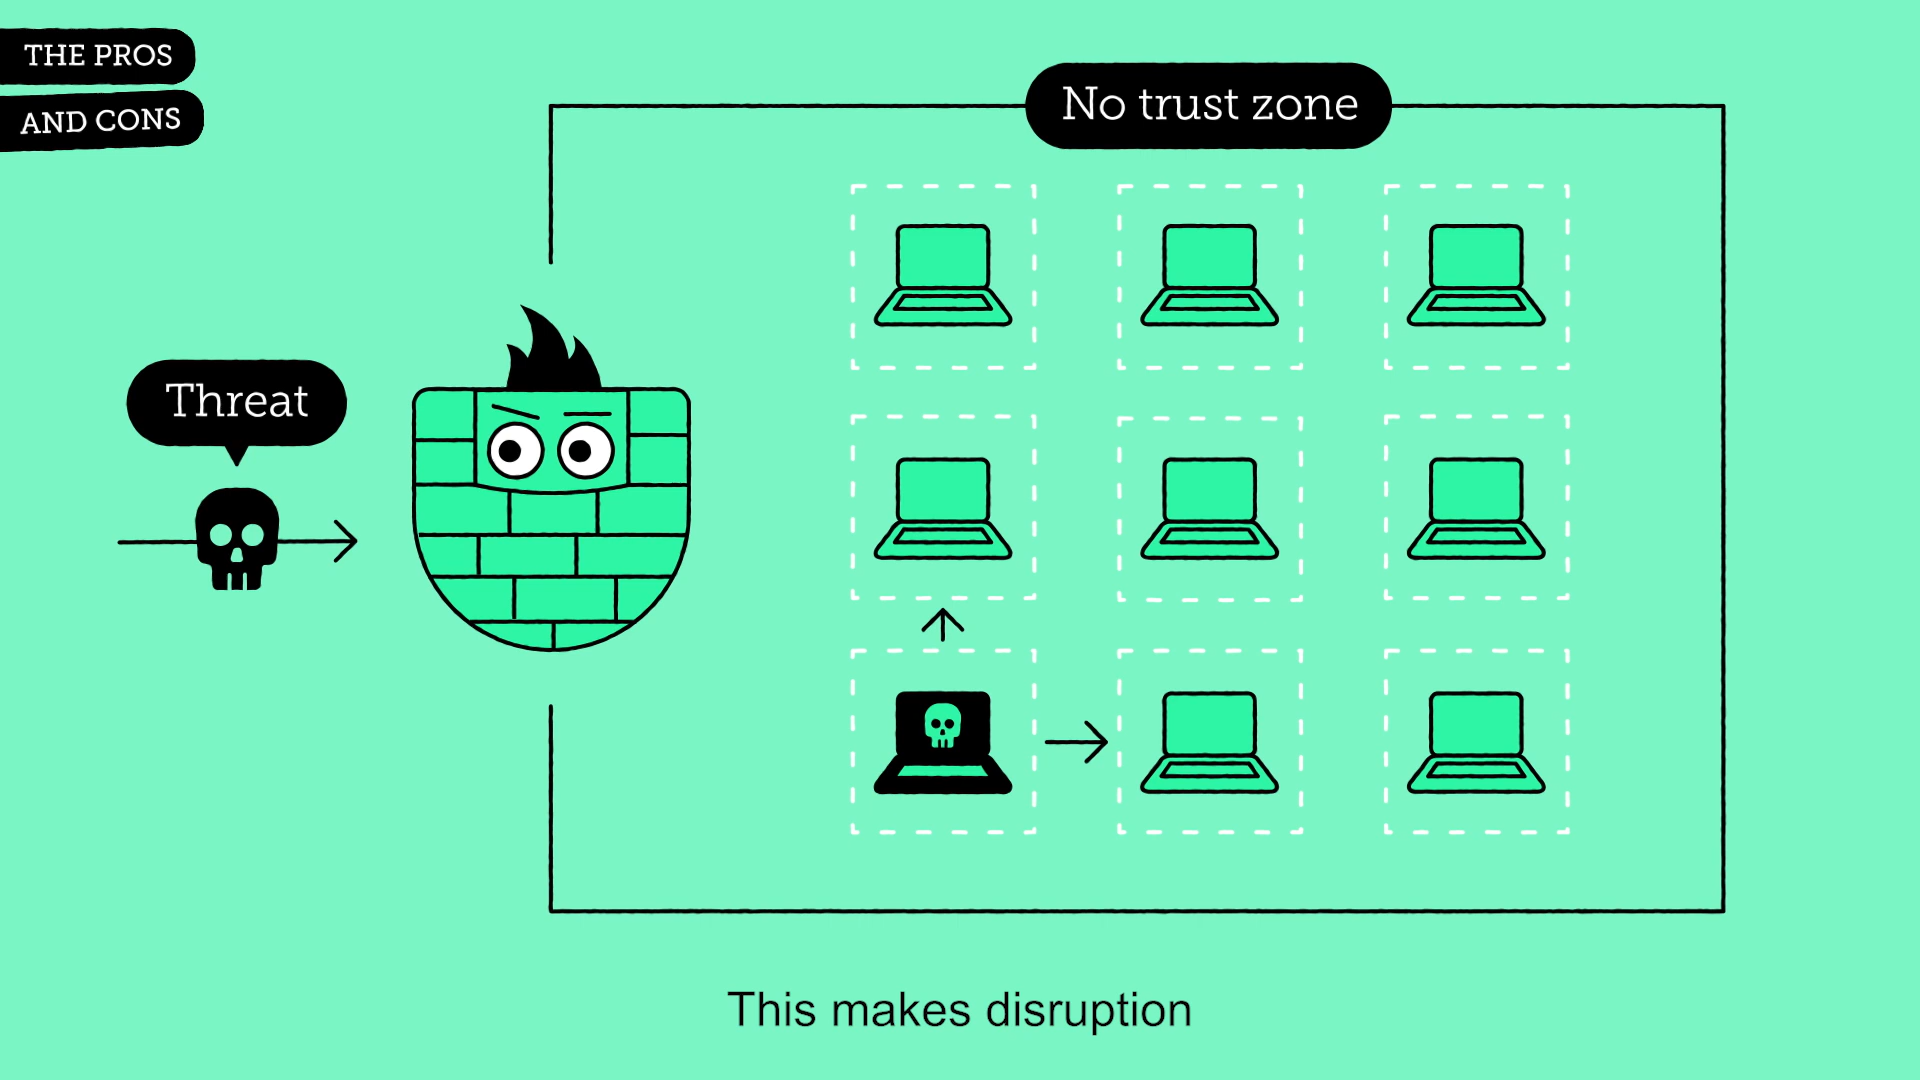 THE PROS
AND CONS
No trust zone
Threat
This makes disruption